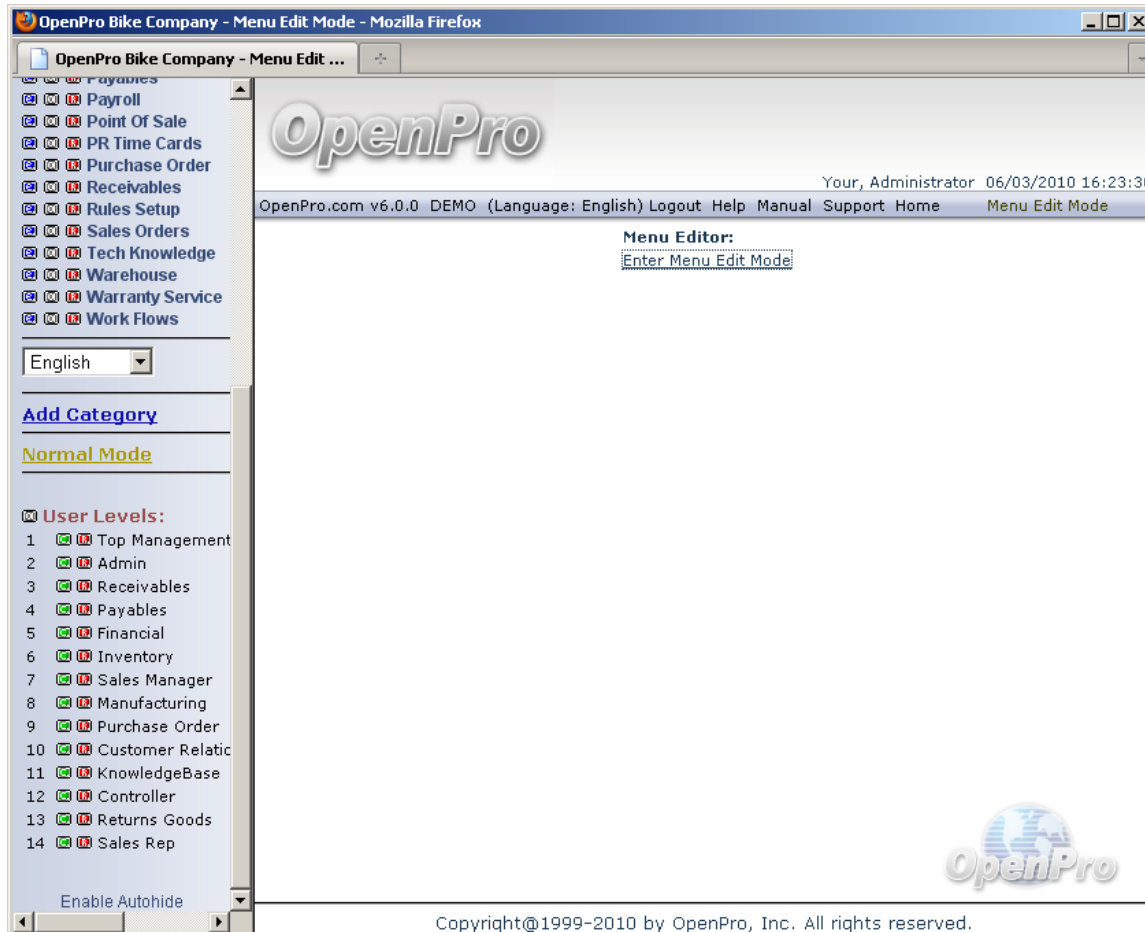 OpenPro Bike Company - Menu Edit Mode - Mozilla Firefox
OpenPro Bike Company - Menu Edit ...
Payables
Payroll
Point Of Sale
PR Time Cards
Purchase Order
Receivables
Rules Setup
Sales Orders
Tech Knowledge
Warehouse
Warranty Service
Work Flows
English
Add Category
Normal Mode
User Levels:
1 Top Management
2 Admin
3 Receivables
4 Payables
5 Financial
6 Inventory
7 Sales Manager
8 Manufacturing
9 Purchase Order
10 Customer Relatio
11 KnowledgeBase
12 Controller
13 Returns Goods
14 Sales Rep
Enable Autohide
OpenPro
Your, Administrator 06/03/2010 16:23:30
OpenPro.com v6.0.0 DEMO (Language: English) Logout Help Manual Support Home Menu Edit Mode
Menu Editor:
Enter Menu Edit Mode
OpenPro
Copyright@1999-2010 by OpenPro, Inc. All rights reserved.